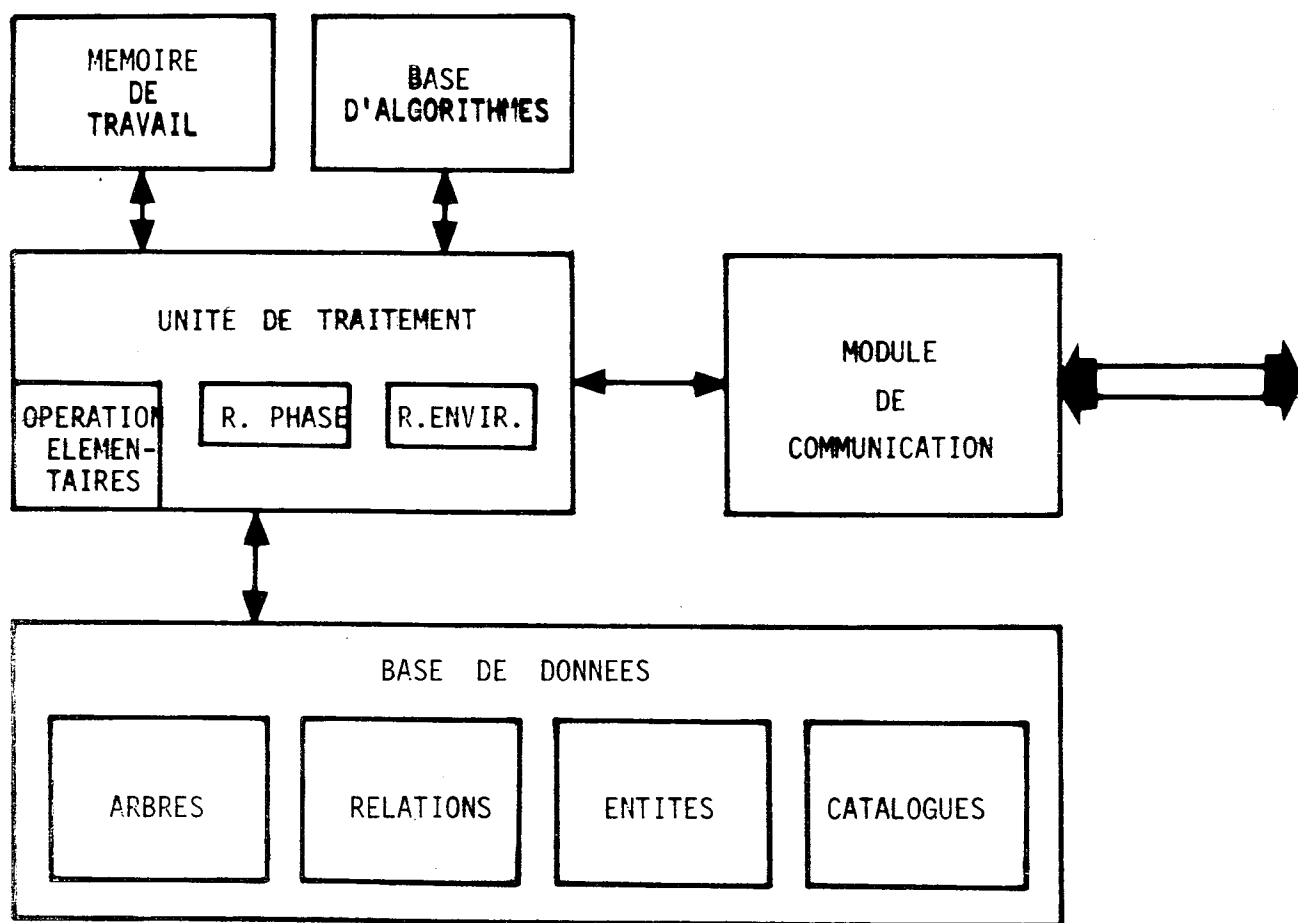 MEMOIRE
DE
TRAVAIL
BASE
D'ALGORITHMES
UNITÉ DE TRAITEMENT
OPERATION
ELEMEN-
TAIRES
R. PHASE
R.ENVIR.
MODULE
DE
COMMUNICATION
BASE DE DONNEES
ARBRES
RELATIONS
ENTITES
CATALOGUES